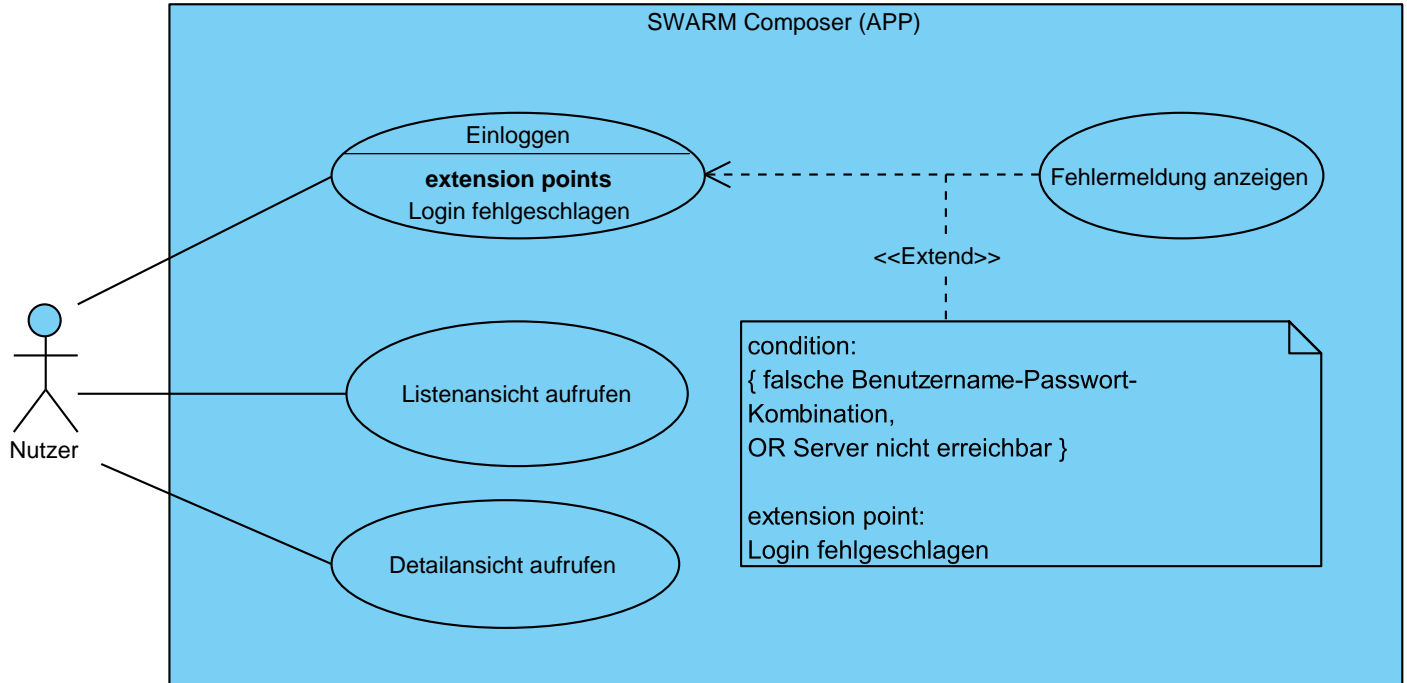 SWARM Composer (APP)
Einloggen
extension points
Login fehlgeschlagen
Fehlermeldung anzeigen
<<Extend>>
Nutzer
Listenansicht aufrufen
condition:
{ falsche Benutzername-Passwort-
Kombination,
OR Server nicht erreichbar }
extension point:
Login fehlgeschlagen
Detailansicht aufrufen